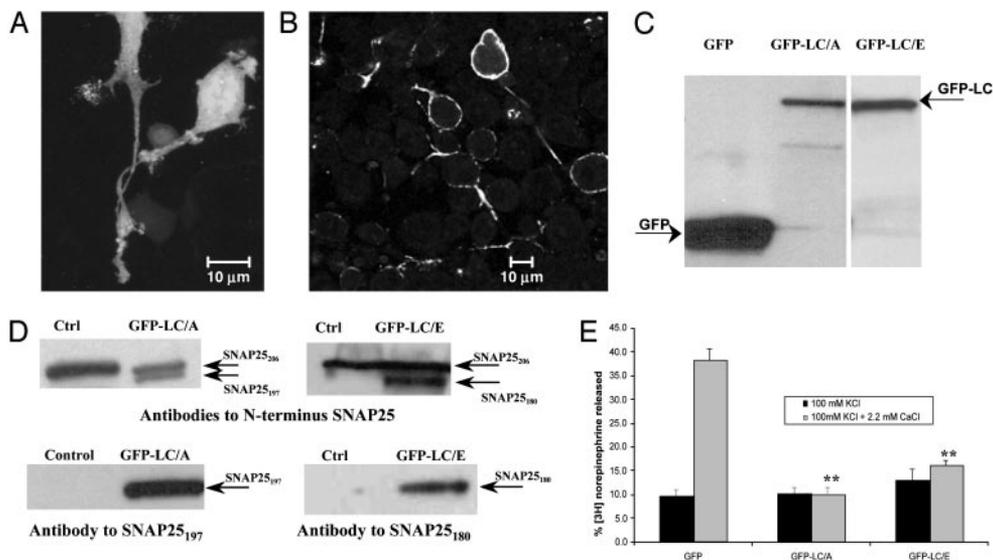 A
B
C
10 μm
10 μm
GFP
GFP-LC/A
GFP-LC/E
GFP-LC
GFP
D
Ctrl
GFP-LC/A
SNAP25206
SNAP25197
Ctrl
GFP-LC/E
SNAP25206
SNAP25180
Antibodies to N-terminus SNAP25
Control
GFP-LC/A
SNAP25197
Antibody to SNAP25197
Ctrl
GFP-LC/E
SNAP25180
Antibody to SNAP25180
E
% [3H] norepinephrine released
45.0
40.0
35.0
30.0
25.0
20.0
15.0
10.0
5.0
0.0
100 mM KCl
100mM KCl + 2.2 mM CaCl
**
**
GFP
GFP-LC/A
GFP-LC/E